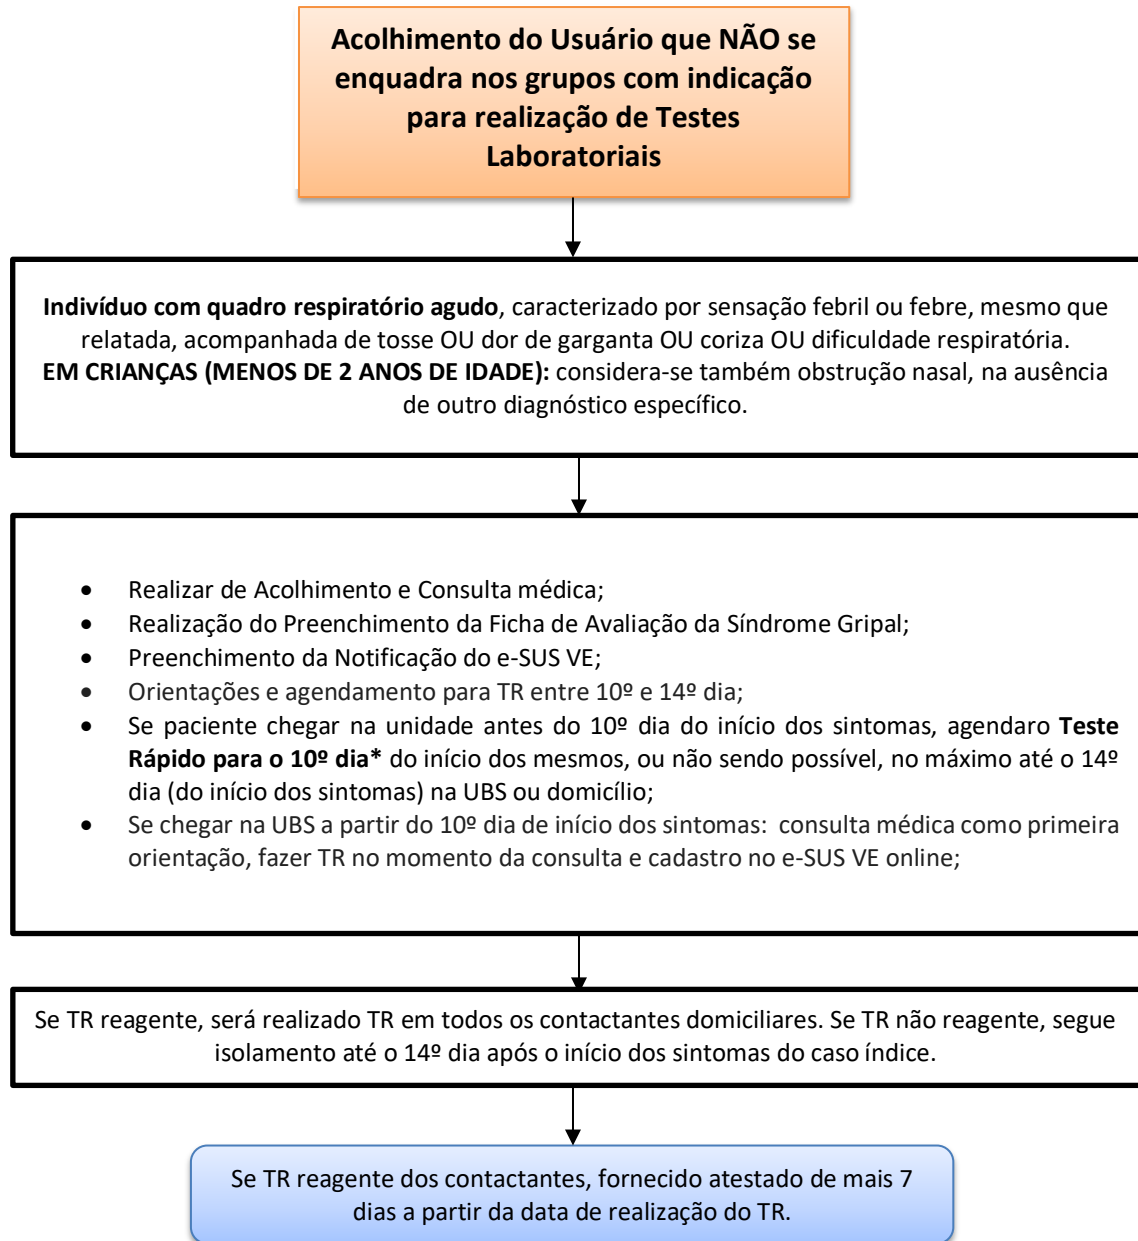 Acolhimento do Usuário que NÃO se
enquadra nos grupos com indicação
para realização de Testes
Laboratoriais
Indivíduo com quadro respiratório agudo, caracterizado por sensação febril ou febre, mesmo que
relatada, acompanhada de tosse OU dor de garganta OU coriza OU dificuldade respiratória.
EM CRIANÇAS (MENOS DE 2 ANOS DE IDADE): considera-se também obstrução nasal, na ausência
de outro diagnóstico específico.
• Realizar de Acolhimento e Consulta médica;
• Realização do Preenchimento da Ficha de Avaliação da Síndrome Gripal;
• Preenchimento da Notificação do e-SUS VE;
• Orientações e agendamento para TR entre 10º e 14º dia;
• Se paciente chegar na unidade antes do 10º dia do início dos sintomas, agendaro Teste
Rápido para o 10º dia* do início dos mesmos, ou não sendo possível, no máximo até o 14º
dia (do início dos sintomas) na UBS ou domicílio;
• Se chegar na UBS a partir do 10º dia de início dos sintomas: consulta médica como primeira
orientação, fazer TR no momento da consulta e cadastro no e-SUS VE online;
Se TR reagente, será realizado TR em todos os contactantes domiciliares. Se TR não reagente, segue
isolamento até o 14º dia após o início dos sintomas do caso índice.
Se TR reagente dos contactantes, fornecido atestado de mais 7
dias a partir da data de realização do TR.